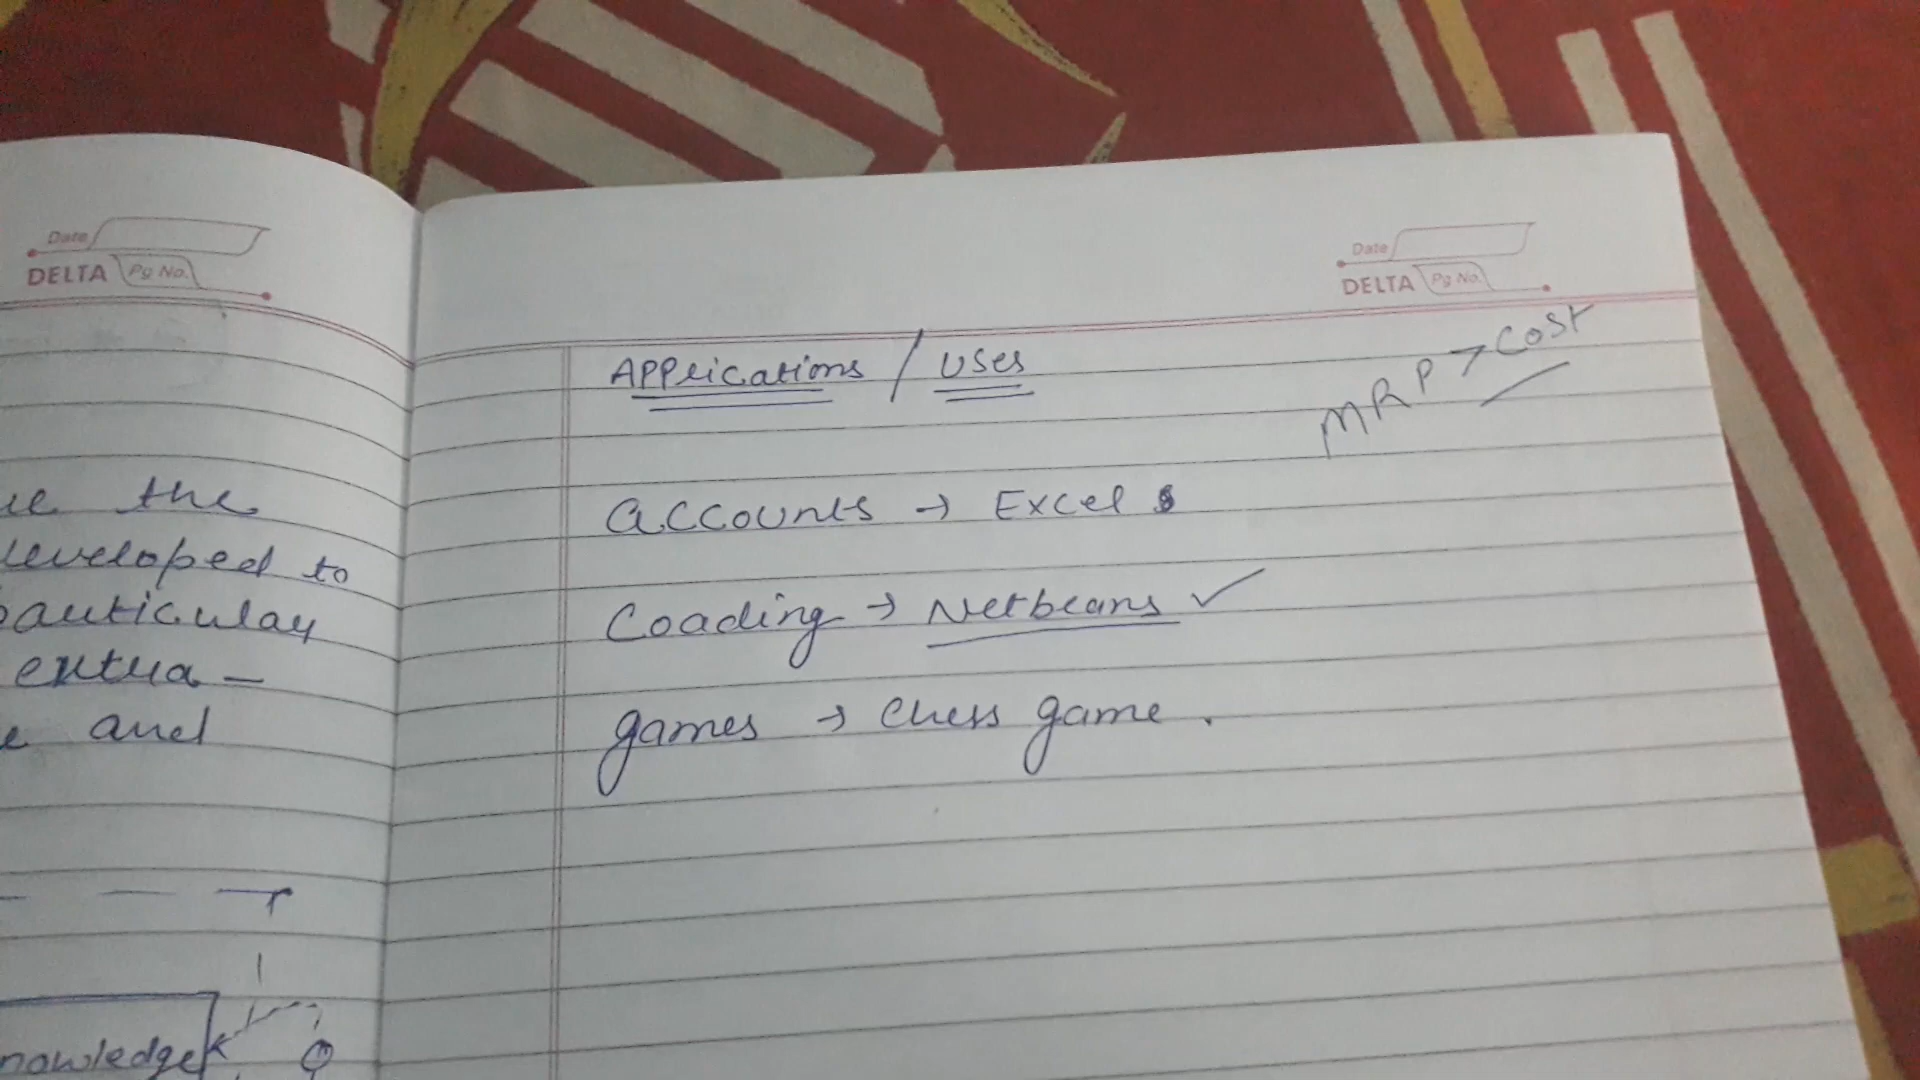 Date
DELTA Pg No.
the
developed to
particular
extra -
and
nowledge
Date
DELTA Pg No.
MRP > Cost
Applications / Uses
Accounts → Excel
Coading → Netbeans ✓
games → chess game.